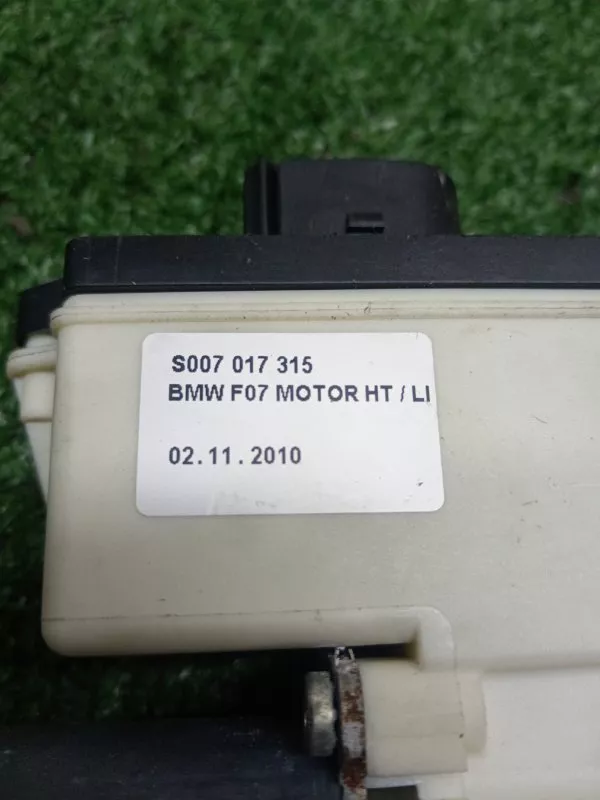 S007 017 315
BMW F07 MOTOR HT / LI
02.11.2010